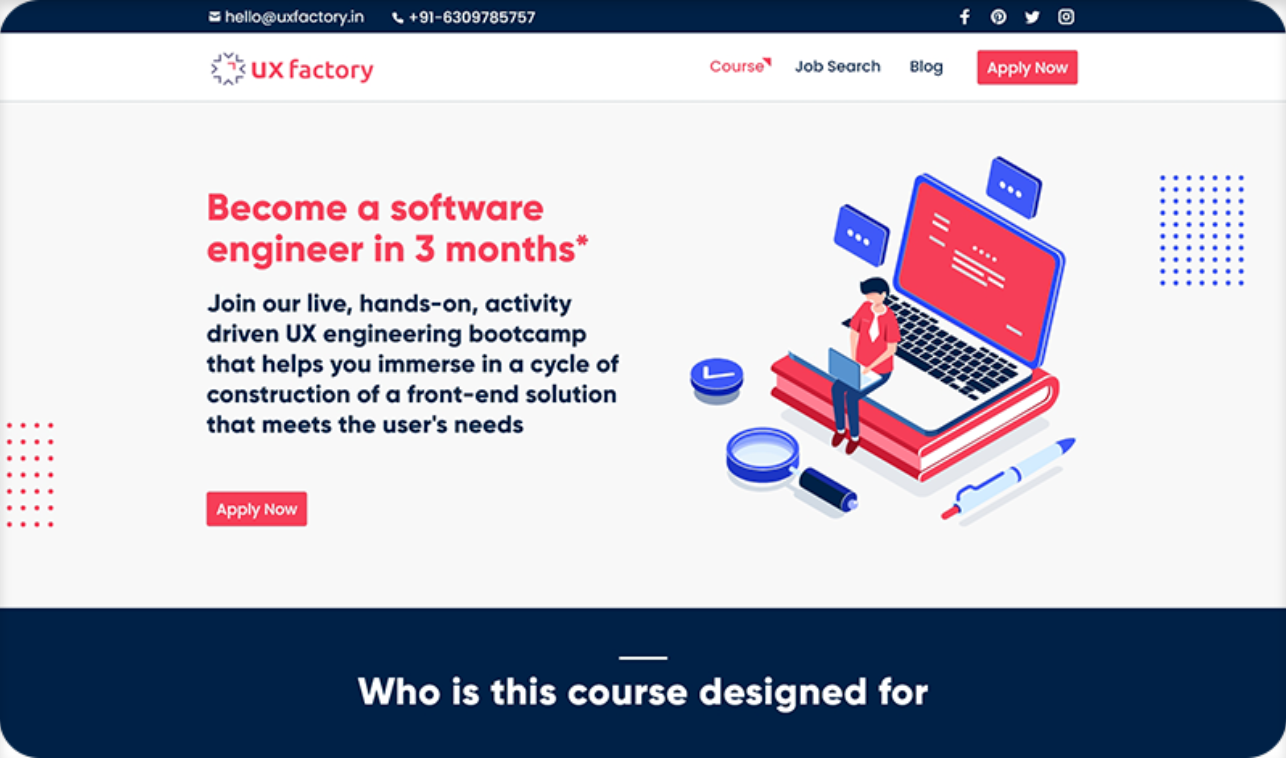 hello@uxfactory.in +91-6309785757
UX factory
Course Job Search Blog Apply Now
Become a software
engineer in 3 months*
Join our live, hands-on, activity
driven UX engineering bootcamp
that helps you immerse in a cycle of
construction of a front-end solution
that meets the user's needs
Apply Now
Who is this course designed for